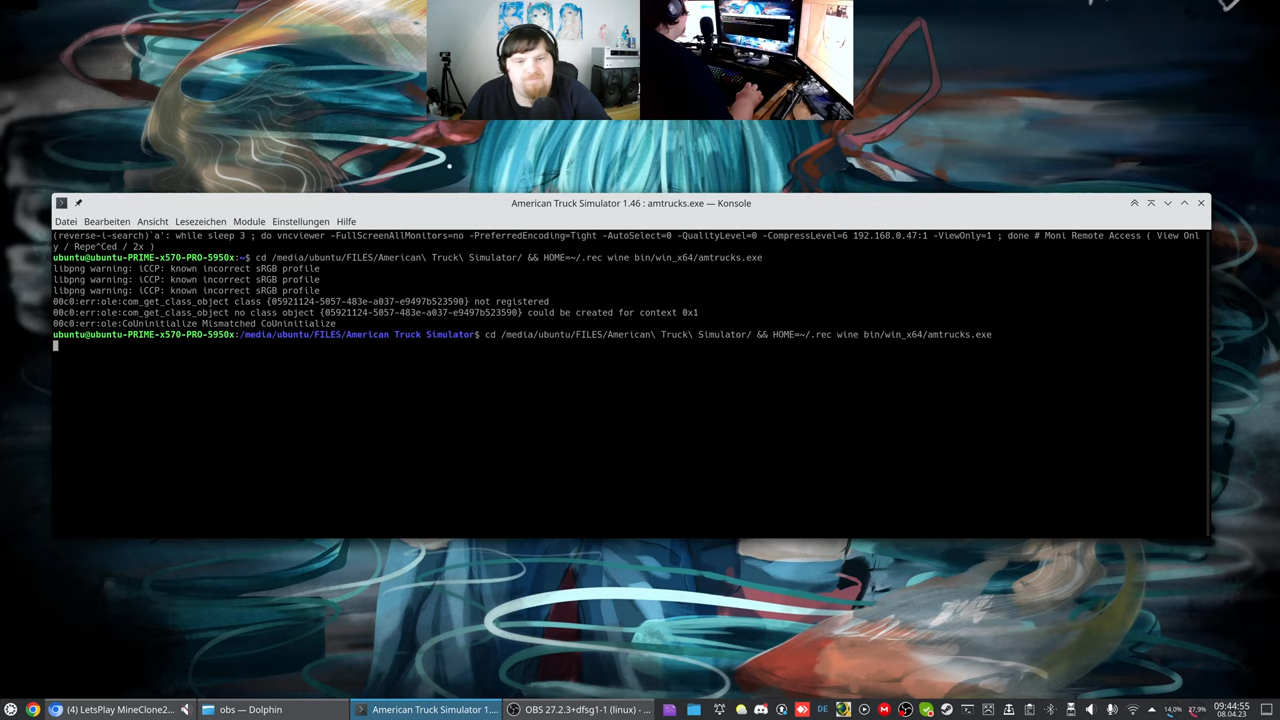 American Truck Simulator 1.46 : amtrucks.exe — Konsole
Datei Bearbeiten Ansicht Lesezeichen Module Einstellungen Hilfe
(reverse-i-search)`a': while sleep 3 ; do vncviewer -FullScreenAllMonitors=no -PreferredEncoding=Tight -AutoSelect=0 -QualityLevel=0 -CompressLevel=6 192.168.0.47:1 -ViewOnly=1 ; done # Moni Remote Access ( View Onl
y / Repe^Ced / 2x )
ubuntu@ubuntu-PRIME-x570-PRO-5950x:~$ cd /media/ubuntu/FILES/American\ Truck\ Simulator/ && HOME=~/.rec wine bin/win_x64/amtrucks.exe
libpng warning: iCCP: known incorrect sRGB profile
libpng warning: iCCP: known incorrect sRGB profile
libpng warning: iCCP: known incorrect sRGB profile
00c0:err:ole:com_get_class_object class {05921124-5057-483e-a037-e9497b523590} not registered
00c0:err:ole:com_get_class_object no class object {05921124-5057-483e-a037-e9497b523590} could be created for context 0x1
00c0:err:ole:CoUninitialize Mismatched CoUninitialize
ubuntu@ubuntu-PRIME-x570-PRO-5950x:/media/ubuntu/FILES/American Truck Simulator$ cd /media/ubuntu/FILES/American\ Truck\ Simulator/ && HOME=~/.rec wine bin/win_x64/amtrucks.exe
(4) LetsPlay MineClone2... obs — Dolphin American Truck Simulator 1.... OBS 27.2.3+dfsg1-1 (linux) - ... DE 14,0% 27,9% 09:44:55
08.04.23